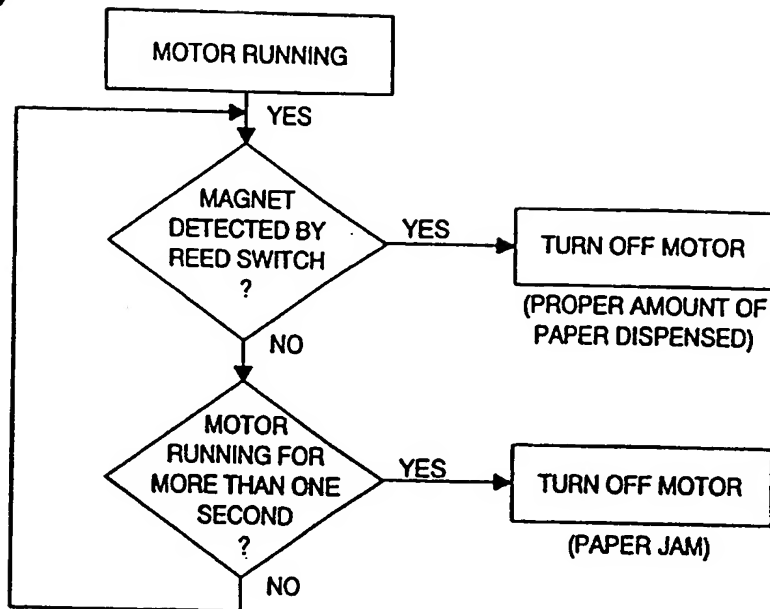 MOTOR RUNNING
YES
MAGNET
DETECTED BY
REED SWITCH
?
YES
TURN OFF MOTOR
(PROPER AMOUNT OF
PAPER DISPENSED)
NO
MOTOR
RUNNING FOR
MORE THAN ONE
SECOND
?
YES
TURN OFF MOTOR
(PAPER JAM)
NO